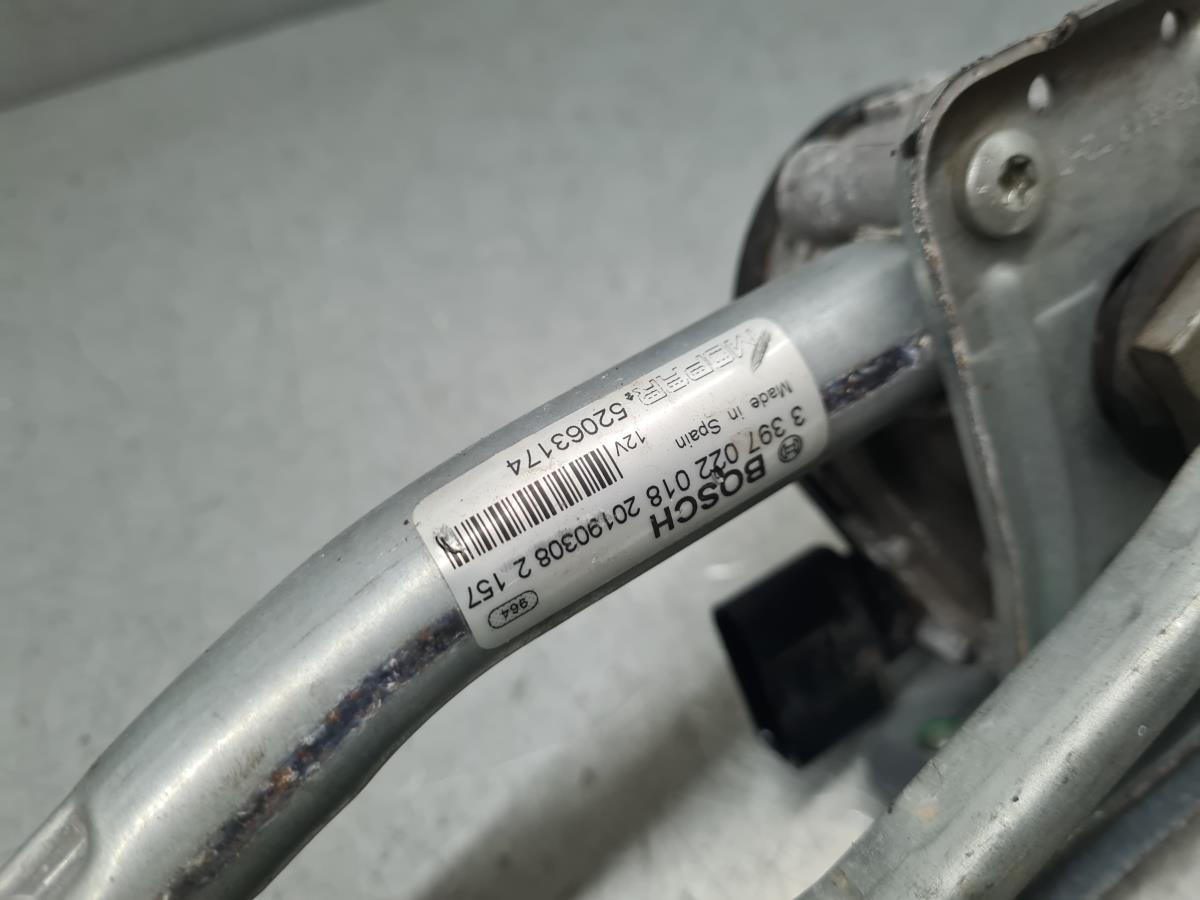 BOSCH
3 397 022 018 20190308 2 157
Made in Spain
12V
MOPAR
52063174
964